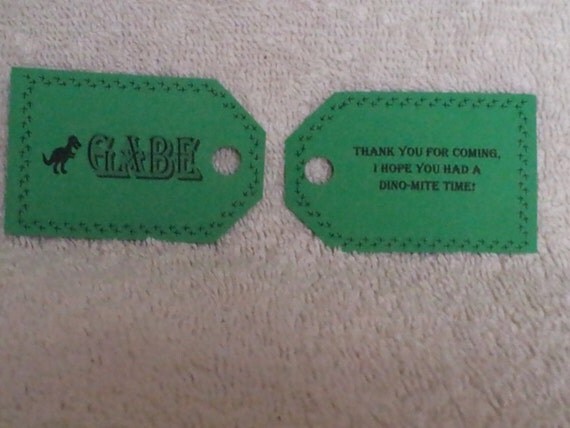 GABE
THANK YOU FOR COMING,
I HOPE YOU HAD A
DINO-MITE TIME!